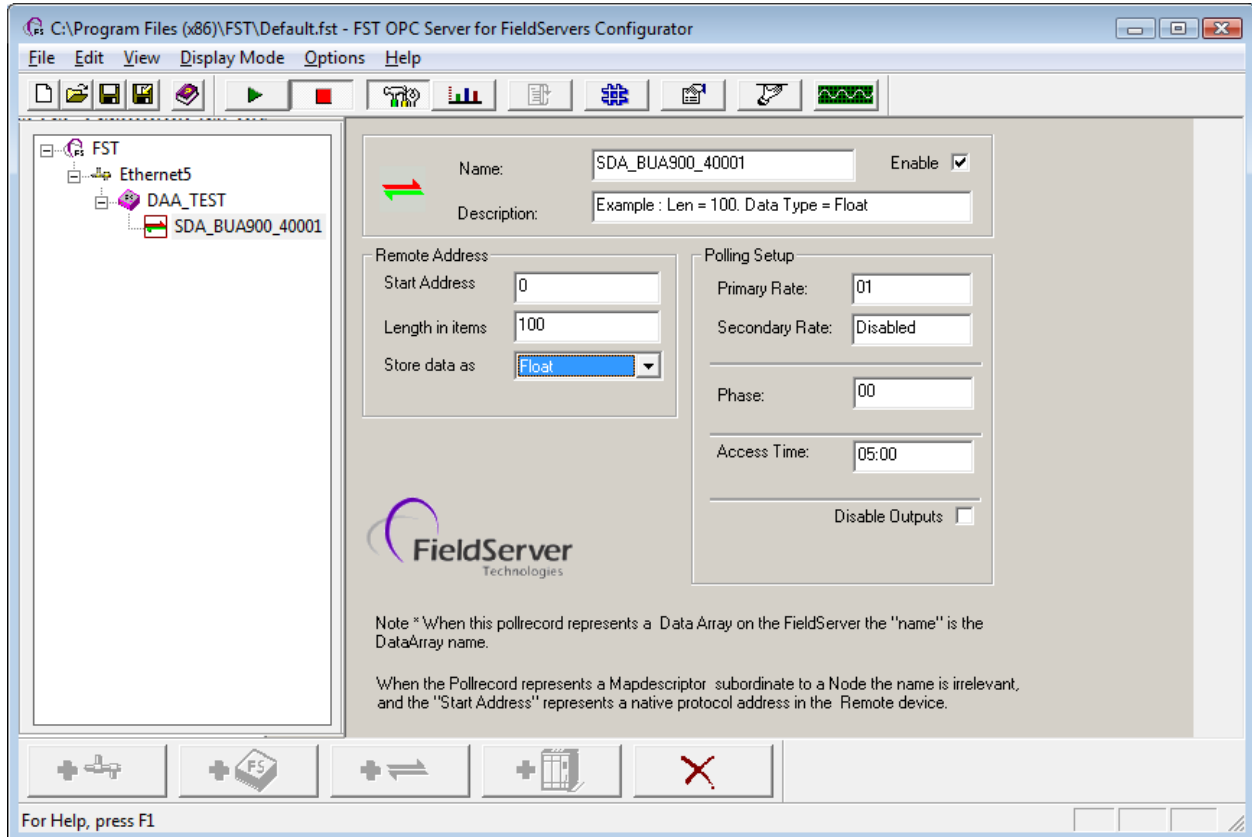 C:\Program Files (x86)\FST\Default.fst - FST OPC Server for FieldServers Configurator
File Edit View Display Mode Options Help
FST
Ethernet5
DAA_TEST
SDA_BUA900_40001
Name: SDA_BUA900_40001 Enable
Description: Example : Len = 100. Data Type = Float
Remote Address
Start Address 0
Length in items 100
Store data as Float
Polling Setup
Primary Rate: 01
Secondary Rate: Disabled
Phase: 00
Access Time: 05:00
Disable Outputs
FieldServer
Technologies
Note * When this pollrecord represents a Data Array on the FieldServer the "name" is the
DataArray name.
When the Pollrecord represents a Mapdescriptor subordinate to a Node the name is irrelevant,
and the "Start Address" represents a native protocol address in the Remote device.
FS
For Help, press F1